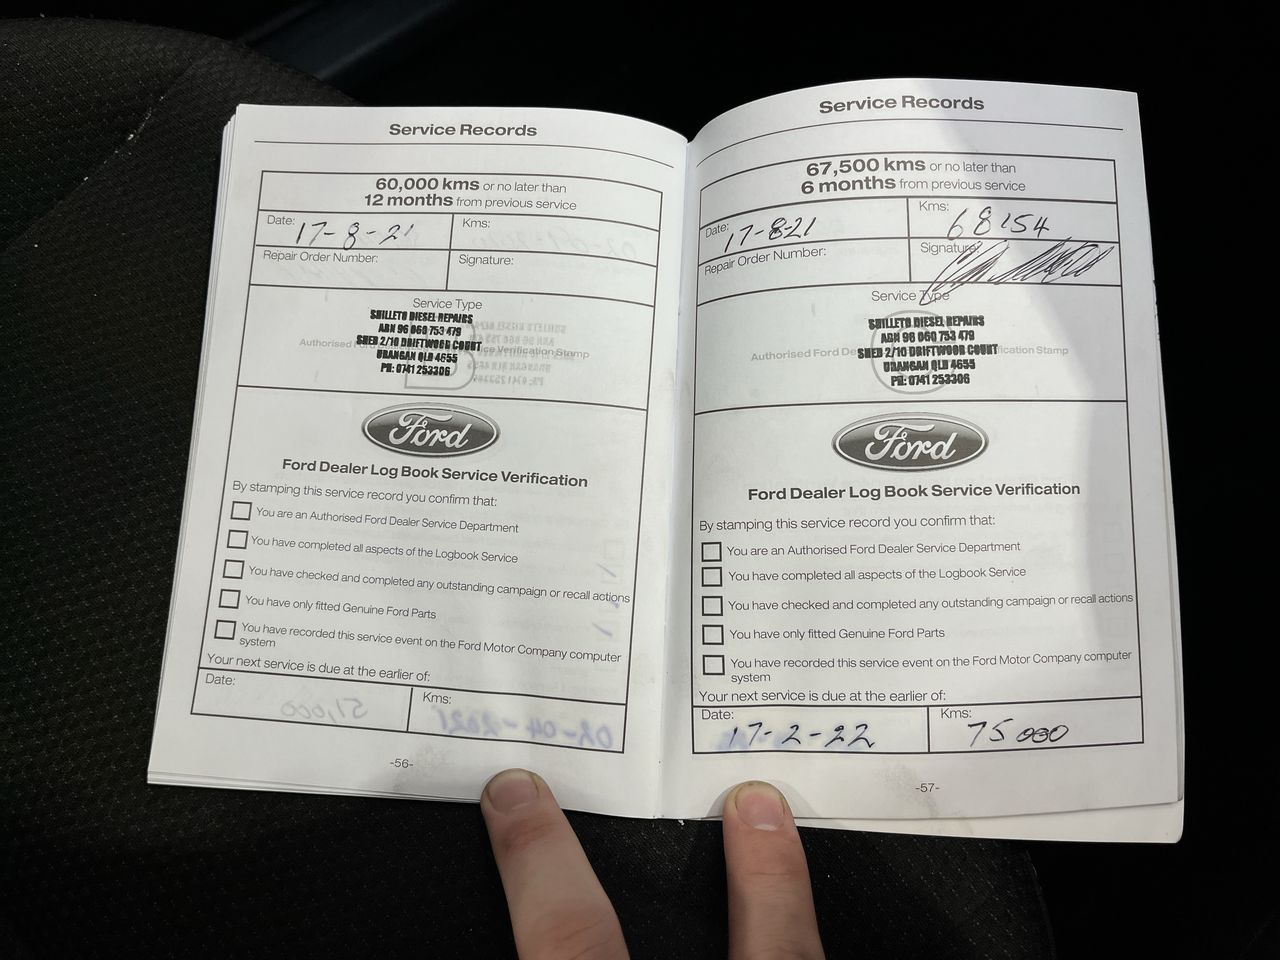 Service Records
60,000 kms or no later than
12 months from previous service
Date: 17-8-21
Kms:
Repair Order Number:
Signature:
Service Type
SHILLETO DIESEL REPAIRS
ABN 96 060 753 479
SHED 2/10 DRIFTWOOD COURT
URANGAN QLD 4655
PH: 0741 253306
Ford
Ford Dealer Log Book Service Verification
By stamping this service record you confirm that:
You are an Authorised Ford Dealer Service Department
You have completed all aspects of the Logbook Service
You have checked and completed any outstanding campaign or recall actions
You have only fitted Genuine Ford Parts
You have recorded this service event on the Ford Motor Company computer
system
Your next service is due at the earlier of:
Date:
Kms:
-56-
Service Records
67,500 kms or no later than
6 months from previous service
Date: 17-8-21
Kms: 68154
Repair Order Number:
Signature:
Service Type
Authorised Ford
SHILLETO DIESEL REPAIRS
ABN 96 060 753 479
SHED 2/10 DRIFTWOOD COURT
URANGAN QLD 4655
PH: 0741 253306
Ford
Ford Dealer Log Book Service Verification
By stamping this service record you confirm that:
You are an Authorised Ford Dealer Service Department
You have completed all aspects of the Logbook Service
You have checked and completed any outstanding campaign or recall actions
You have only fitted Genuine Ford Parts
You have recorded this service event on the Ford Motor Company computer
system
Your next service is due at the earlier of:
Date: 17-2-22
Kms: 75000
-57-